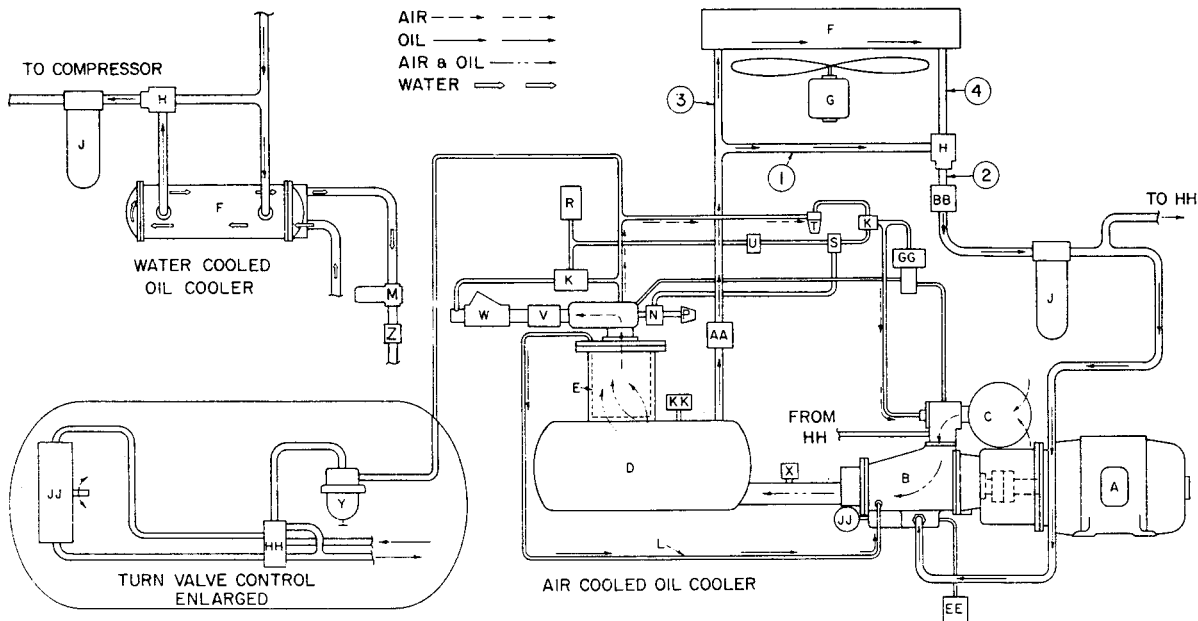 AIR
OIL
AIR & OIL
WATER
TO COMPRESSOR
H
J
F
WATER COOLED
OIL COOLER
M
Z
F
G
3
4
H
1
2
BB
TO HH
J
R
T
K
U
S
GG
K
W
V
N
P
AA
E
KK
FROM
HH
C
D
X
B
A
JJ
L
AIR COOLED OIL COOLER
EE
JJ
Y
HH
TURN VALVE CONTROL
ENLARGED